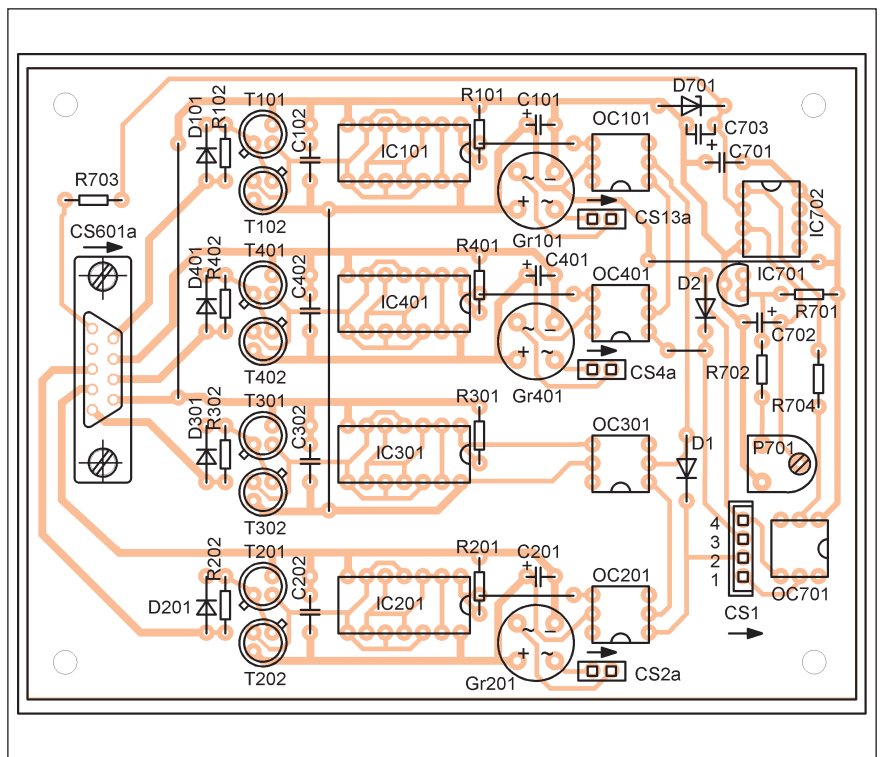 D701
T101
R101
C101
D101
R102
C102
OC101
C703
C701
IC101
IC702
R703
~ –
+ ~
CS601a
T102
Gr101
CS13a
T401
R401
C401
D401
R402
C402
OC401
IC701
D2
IC401
R701
C702
~ –
+ ~
T402
Gr401
CS4a
R702
R704
T301
R301
D301
R302
C302
OC301
D1
P701
IC301
T302
4
3
2
1
T201
R201
C201
R202
C202
OC201
OC701
D201
IC201
CS1
~ –
+ ~
T202
Gr201
CS2a